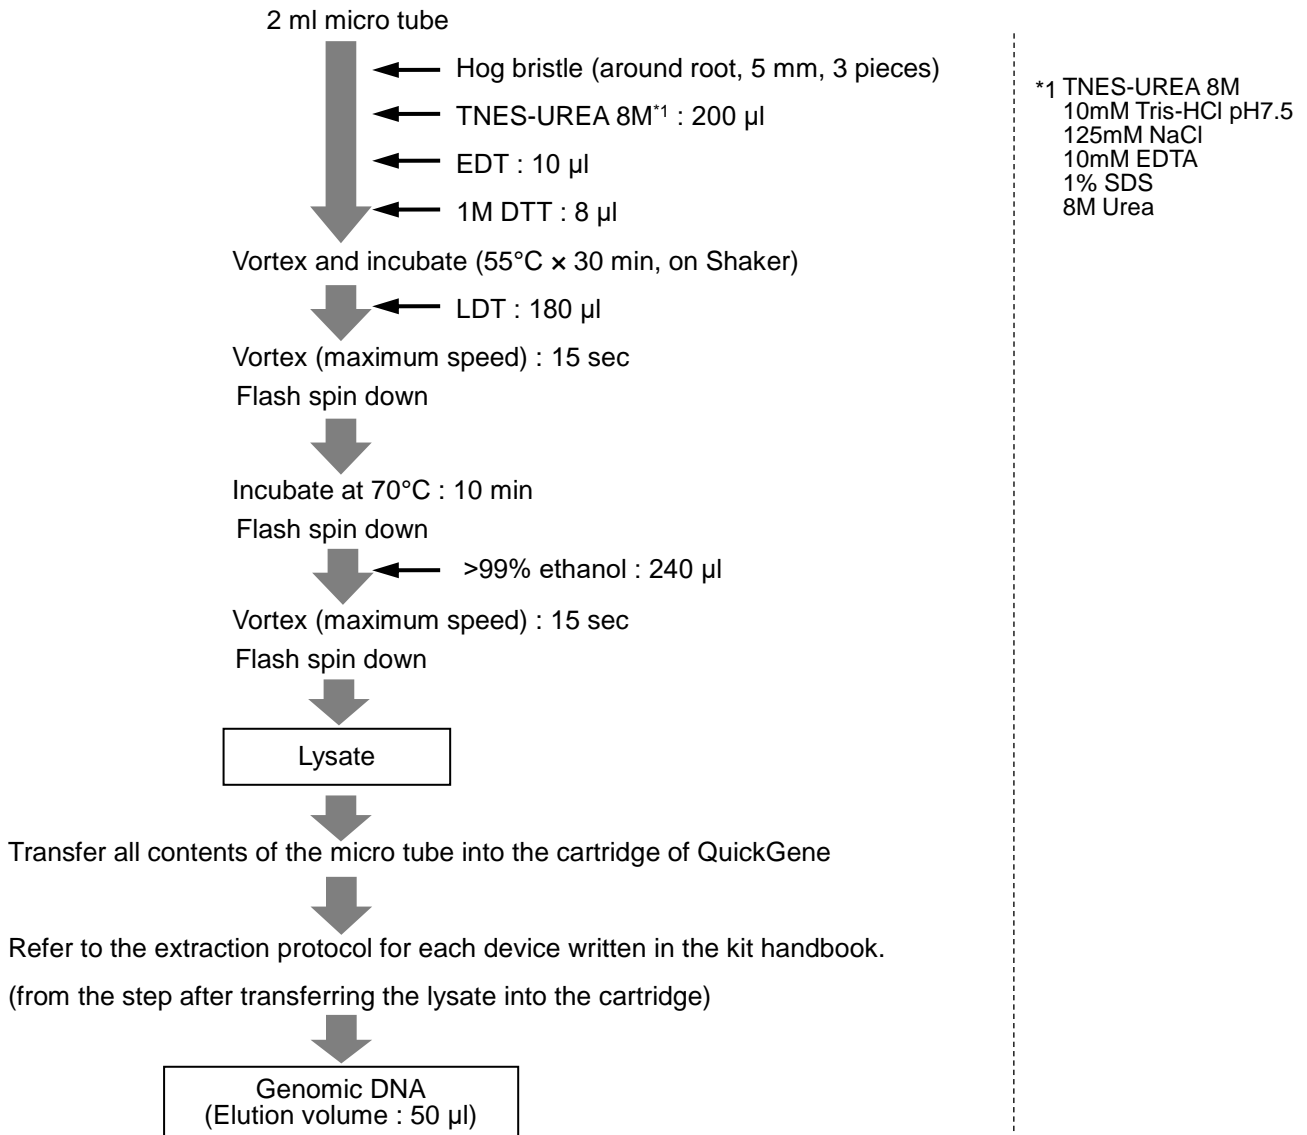 2 ml micro tube
Hog bristle (around root, 5 mm, 3 pieces)
TNES-UREA 8M*1 : 200 µl
EDT : 10 µl
1M DTT : 8 µl
Vortex and incubate (55°C × 30 min, on Shaker)
LDT : 180 µl
Vortex (maximum speed) : 15 sec
Flash spin down
Incubate at 70°C : 10 min
Flash spin down
>99% ethanol : 240 µl
Vortex (maximum speed) : 15 sec
Flash spin down
Lysate
Transfer all contents of the micro tube into the cartridge of QuickGene
Refer to the extraction protocol for each device written in the kit handbook.
(from the step after transferring the lysate into the cartridge)
Genomic DNA
(Elution volume : 50 µl)
*1 TNES-UREA 8M
10mM Tris-HCl pH7.5
125mM NaCl
10mM EDTA
1% SDS
8M Urea